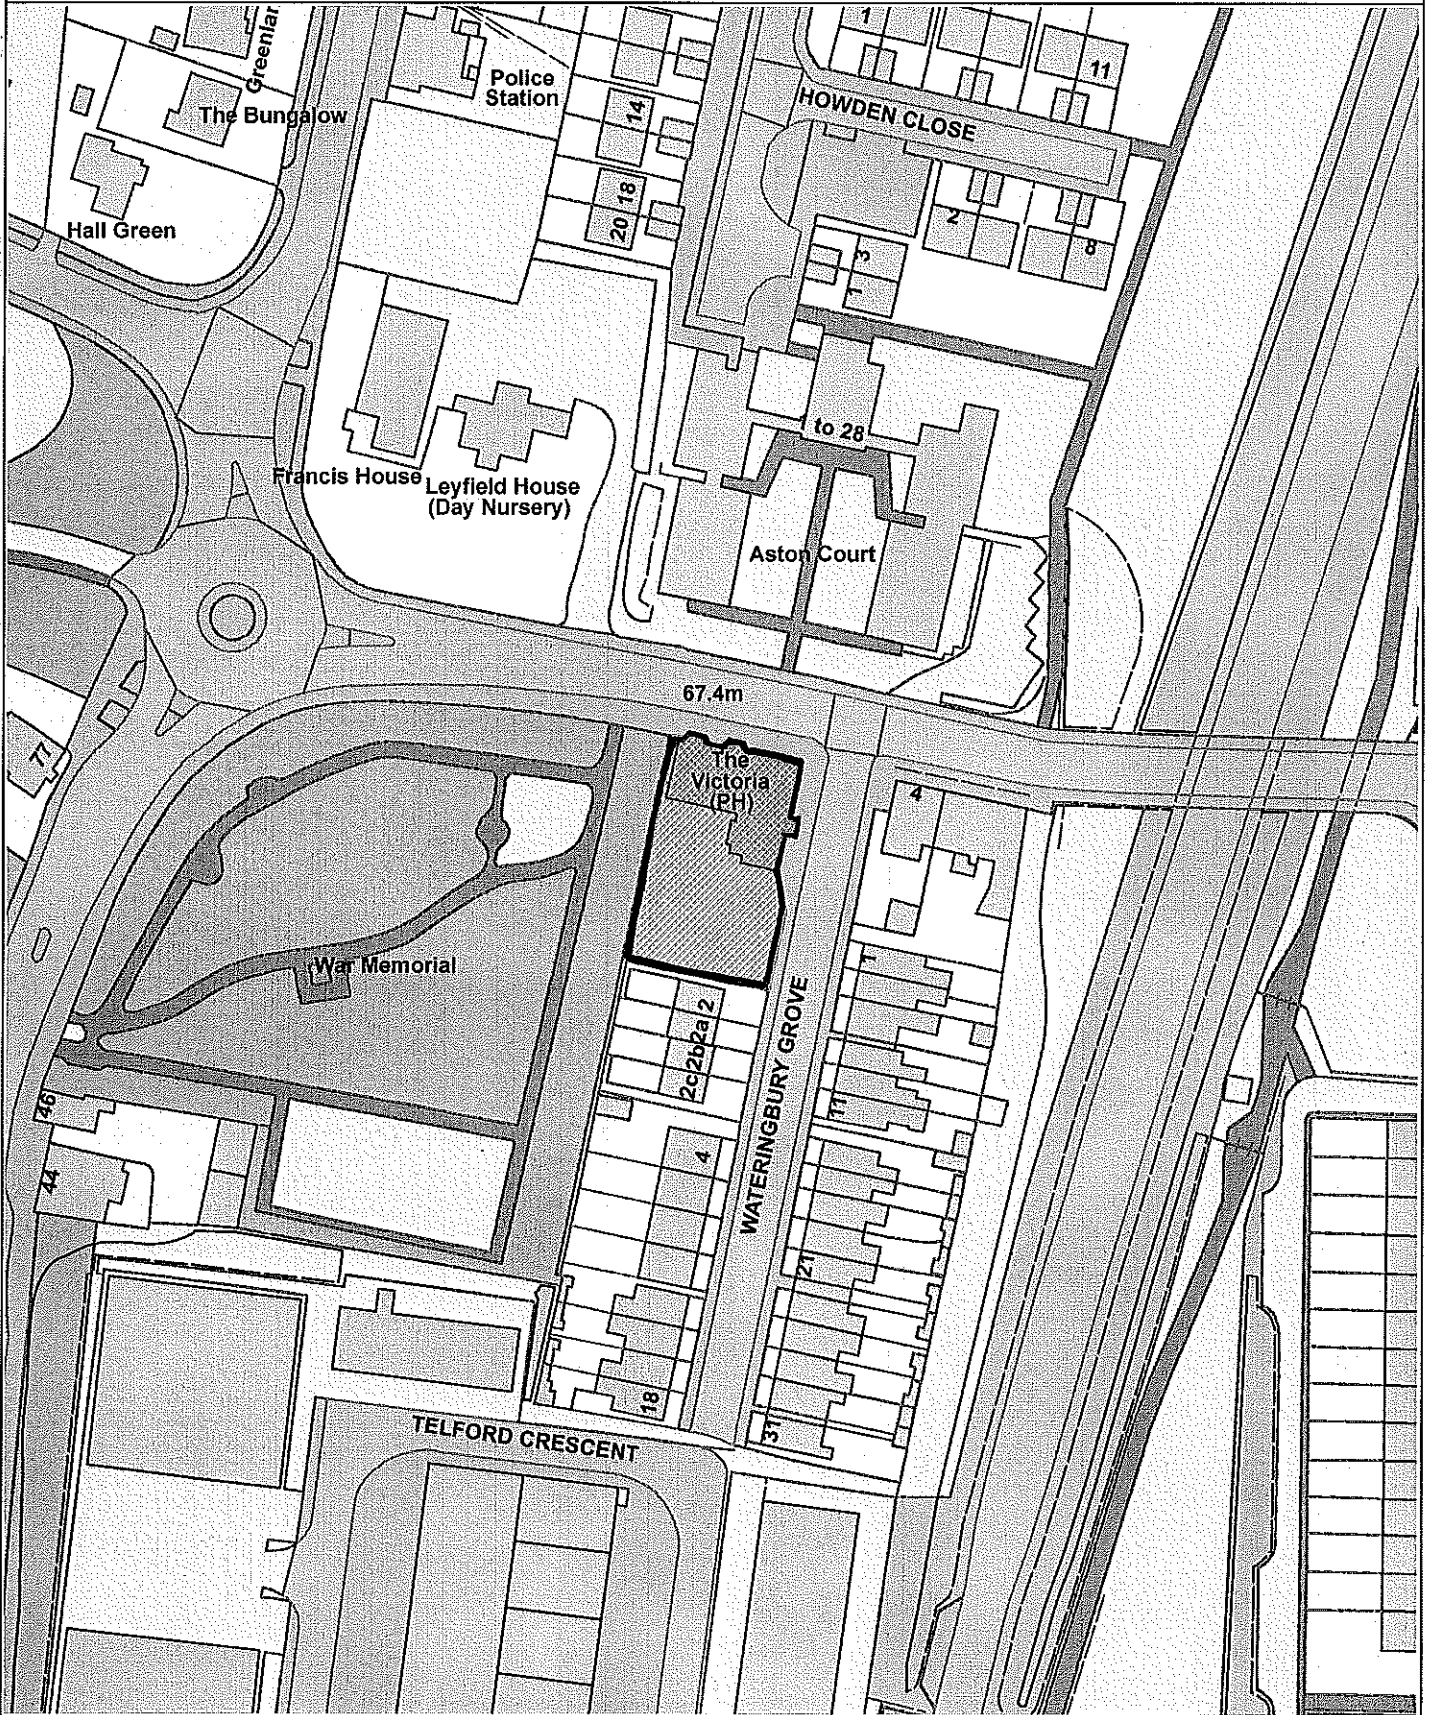 1
11
Greenlan
Police
Station
The Bungalow
14
HOWDEN CLOSE
18
20
Hall Green
2
8
3
1
to 28
Francis House
Leyfield House
(Day Nursery)
Aston Court
67.4m
77
The
Victoria
(PH)
4
War Memorial
1
2
2a
2b
2c
WATERINGBURY GROVE
46
11
44
4
21
18
31
TELFORD CRESCENT